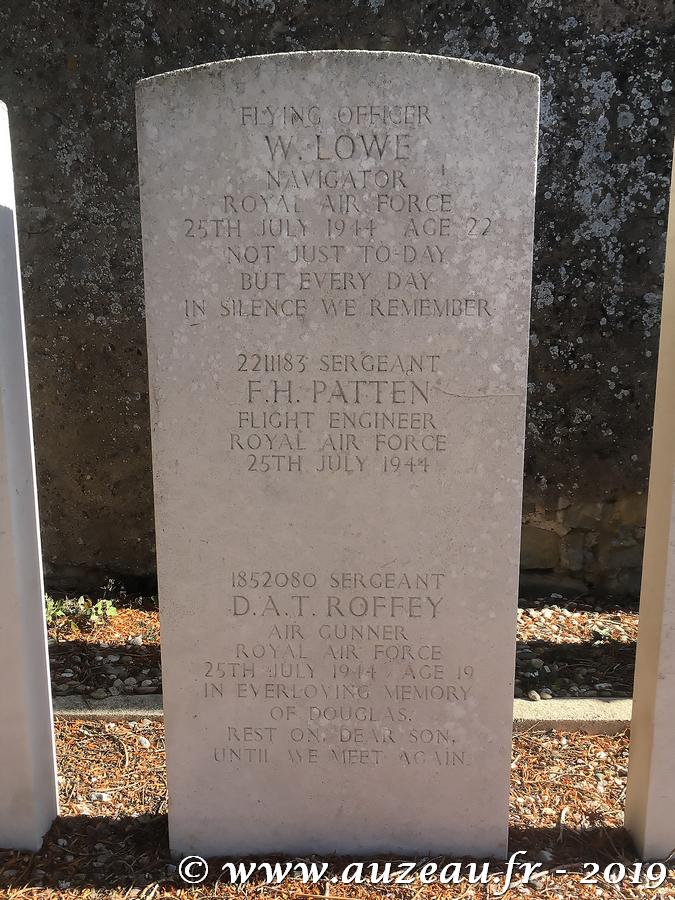 FLYING OFFICER
W. LOWE
NAVIGATOR
ROYAL AIR FORCE
25TH JULY 1944 AGE 22
NOT JUST TO-DAY
BUT EVERY DAY
IN SILENCE WE REMEMBER
2211183 SERGEANT
F.H. PATTEN
FLIGHT ENGINEER
ROYAL AIR FORCE
25TH JULY 1944
1852080 SERGEANT
D.A.T. ROFFEY
AIR GUNNER
ROYAL AIR FORCE
25TH JULY 1944 AGE 19
IN EVERLOVING MEMORY
OF DOUGLAS.
REST ON, DEAR SON,
UNTIL WE MEET AGAIN.
© www.auzeau.fr - 2019